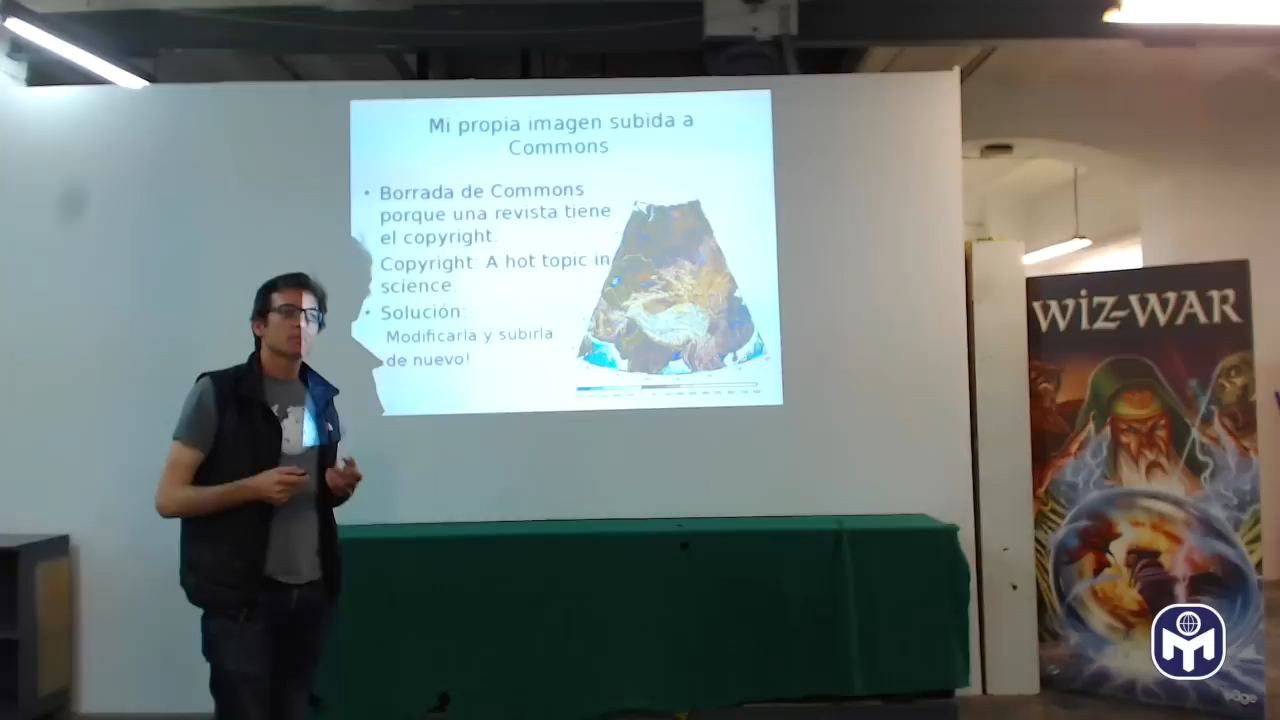 Mi propia imagen subida a
Commons
• Borrada de Commons
porque una revista tiene
el copyright.
Copyright: A hot topic in
science.
• Solución:
Modificarla y subirla
de nuevo!
WIZ-WAR
edge